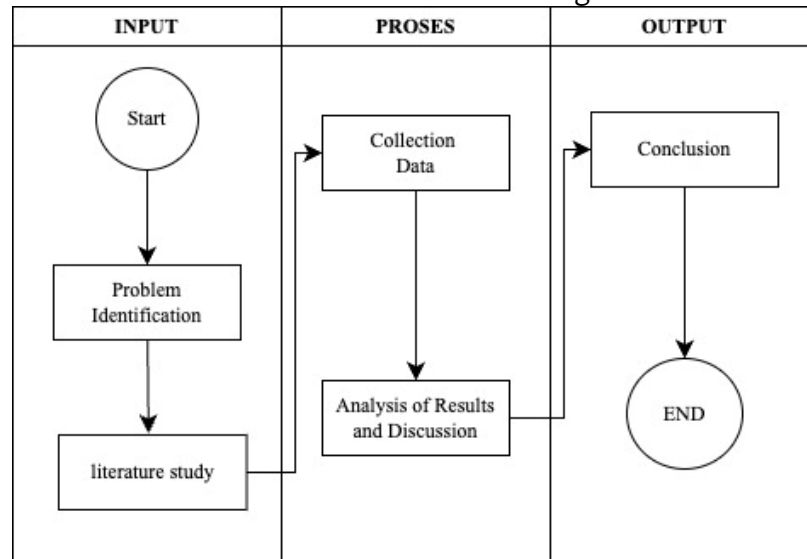 INPUT
PROSES
OUTPUT
Start
Problem
Identification
literature study
Collection
Data
Analysis of Results
and Discussion
Conclusion
END